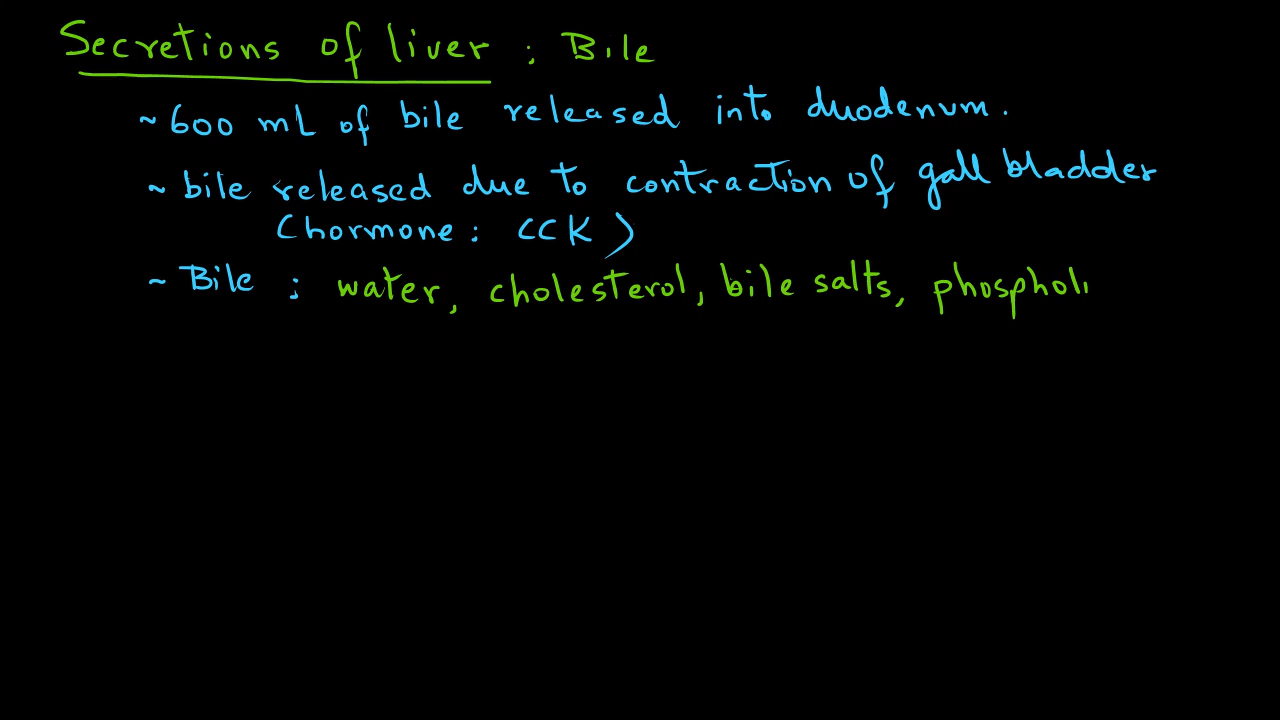 Secretions of liver : Bile
~ 600 mL of bile released into duodenum.
~ bile released due to contraction of gall bladder
(hormone : CCK)
~ Bile : water, cholesterol, bile salts, phospholi